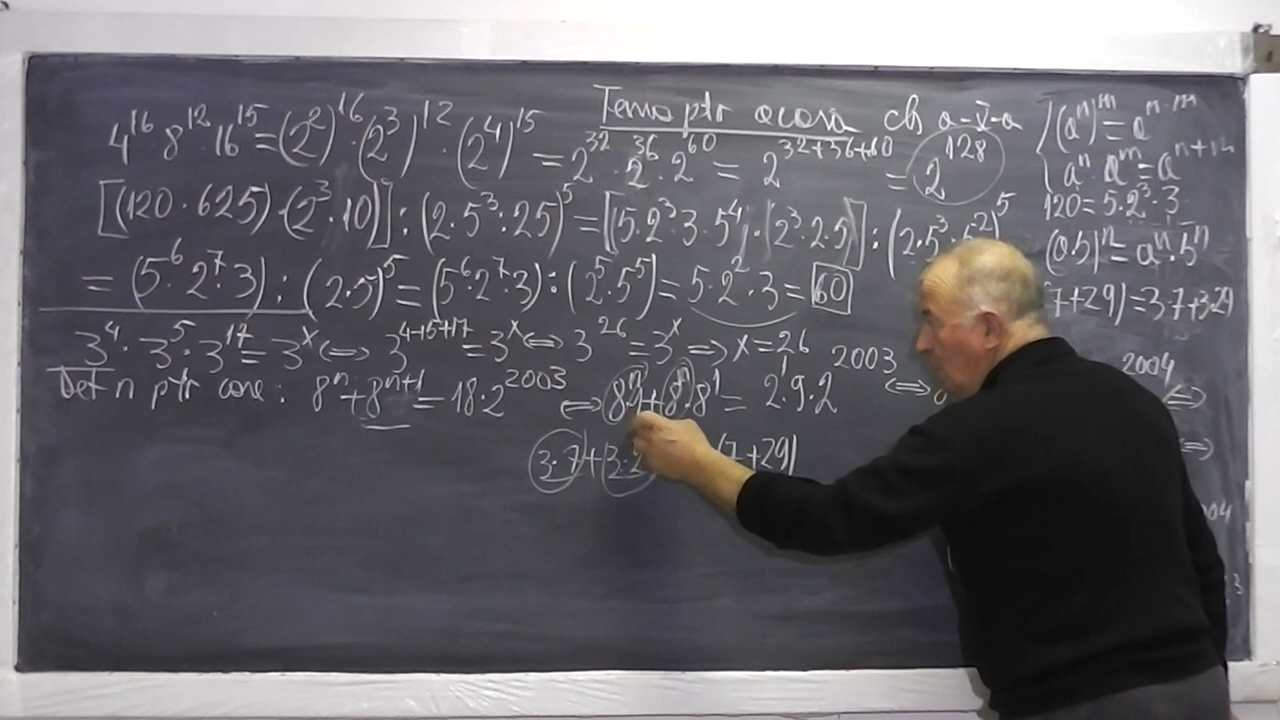 Tema ptr acasa cls a-V-a
4^16 8^12 16^15 = (2^2)^16 · (2^3)^12 · (2^4)^15 = 2^32 · 2^36 · 2^60 = 2^32+36+60 = 2^128
[(120 · 625) · (2^3 · 10)] : (2 · 5^3 : 25)^5 = [(5 · 2^3 · 3 · 5^4) · (2^3 · 2 · 5)] : (2 · 5^3 : 5^2)^5
= (5^6 · 2^7 · 3) : (2 · 5)^5 = (5^6 · 2^7 · 3) : (2^5 · 5^5) = 5 · 2^2 · 3 = 60
3^4 · 3^5 · 3^17 = 3^x ⇔ 3^4+5+17 = 3^x ⇔ 3^26 = 3^x ⇒ x = 26
Det n ptr care : 8^n + 8^n+1 = 18 · 2^2003 ⇔ 8^n · 1 + 8^n · 8^1 = 2^1 · 9 · 2^2003 ⇔
3 · 7 + 3 · 2 (7 + 29)
(a^n)^m = a^n·m
a^n · a^m = a^n+m
120 = 5 · 2^3 · 3
(a·b)^n = a^n · b^n
7 + 29) = 3 · 7 + 3 · 29
2004
⇔
⇔
004
3